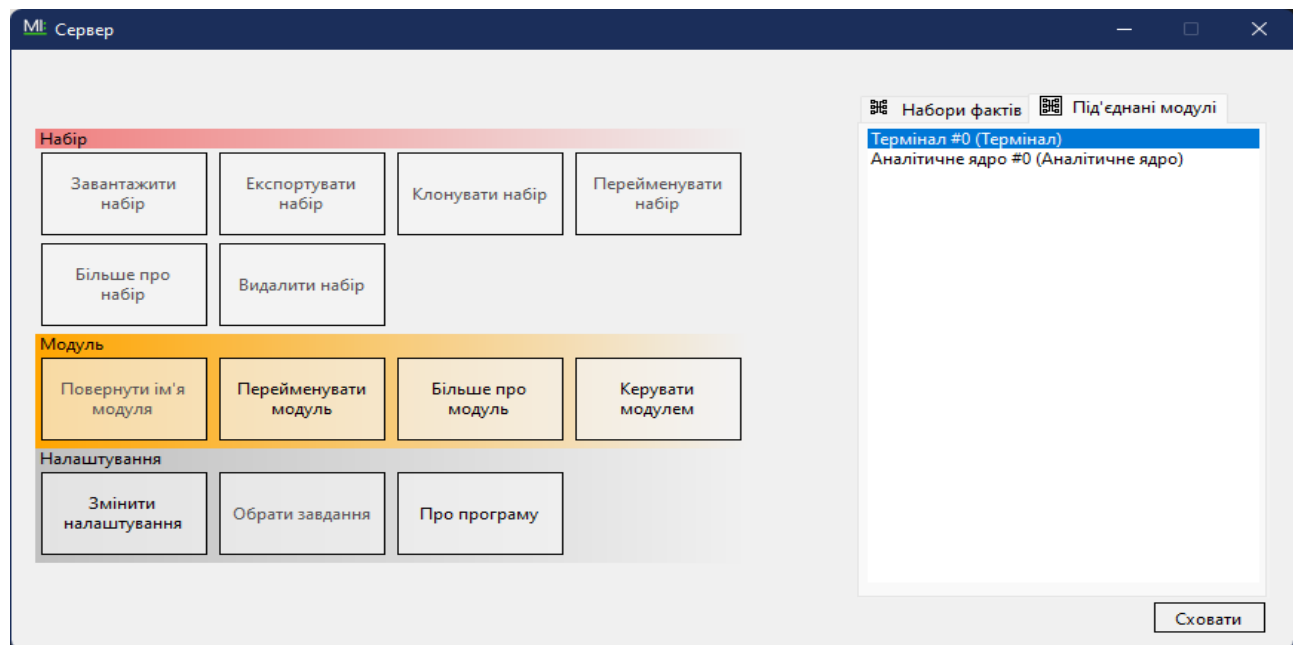 MI: Сервер
Набори фактів
Під'єднані модулі
Набір
Завантажити
набір
Експортувати
набір
Клонувати набір
Перейменувати
набір
Більше про
набір
Видалити набір
Модуль
Повернути ім'я
модуля
Перейменувати
модуль
Більше про
модуль
Керувати
модулем
Налаштування
Змінити
налаштування
Обрати завдання
Про програму
Термінал #0 (Термінал)
Аналітичне ядро #0 (Аналітичне ядро)
Сховати